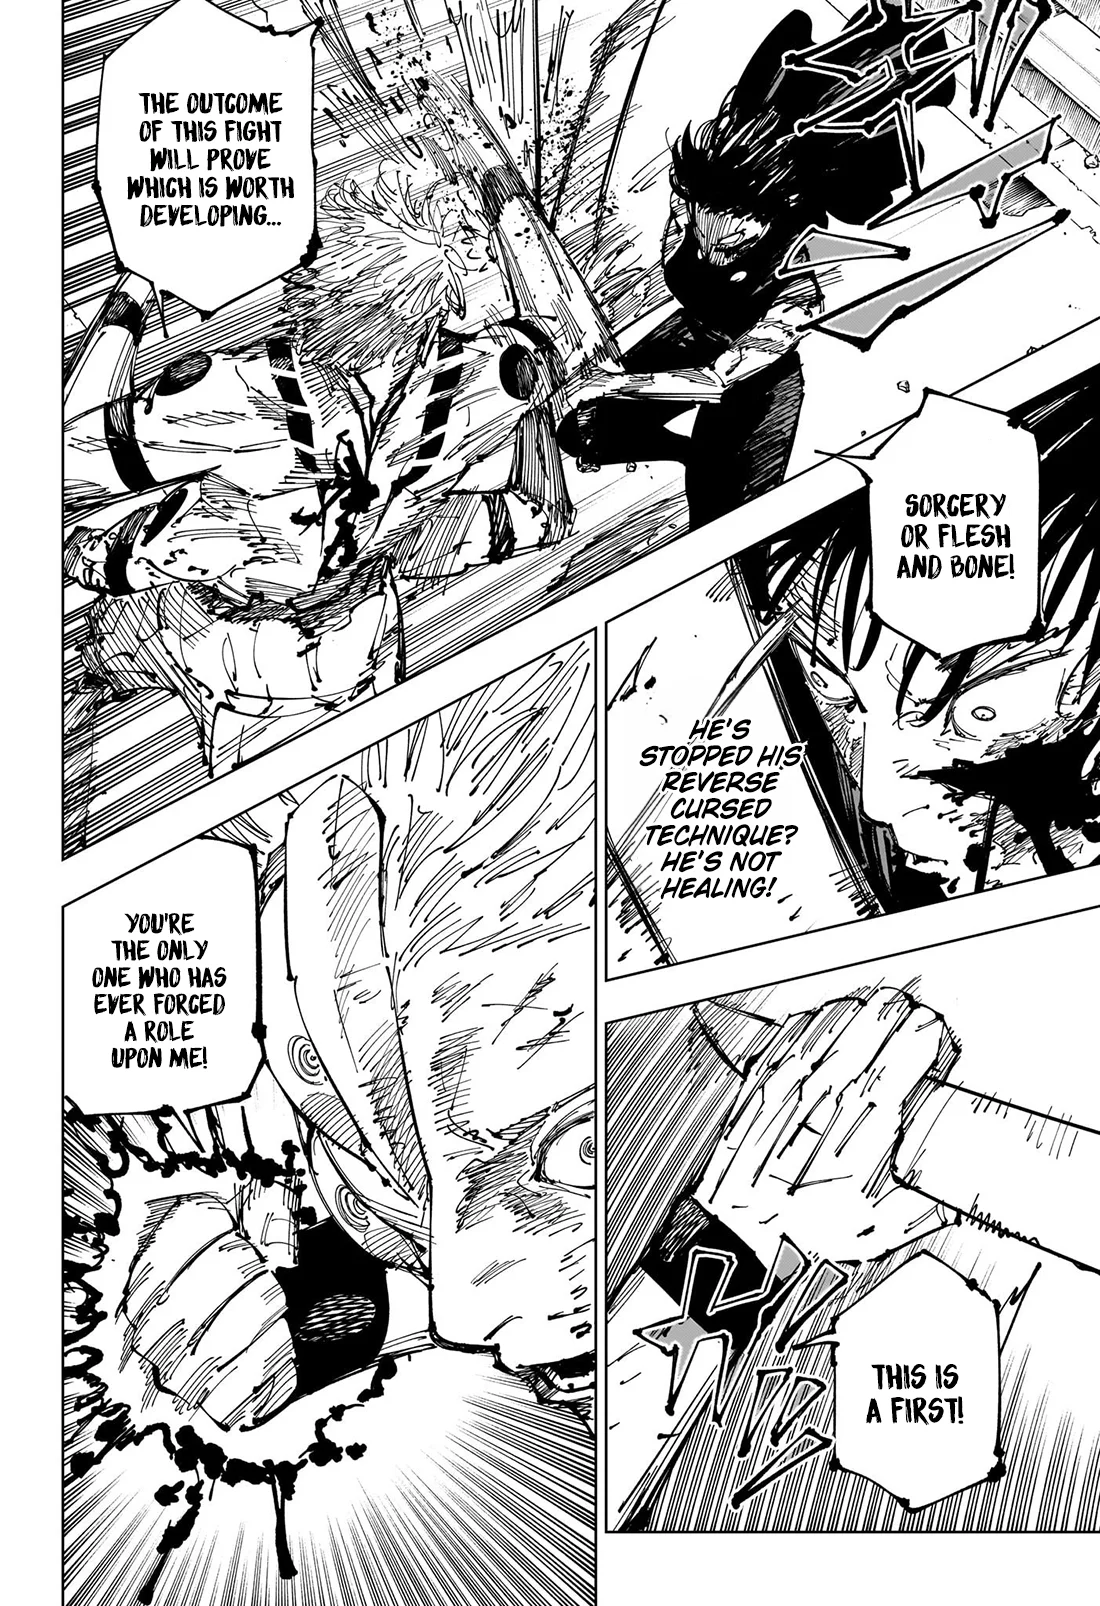 SORCERY
OR FLESH
AND BONE!
THE OUTCOME
OF THIS FIGHT
WILL PROVE
WHICH IS WORTH
DEVELOPING...
HE'S
STOPPED HIS
REVERSE
CURSED
TECHNIQUE?
HE'S NOT
HEALING!
THIS IS
A FIRST!
YOU'RE
THE ONLY
ONE WHO HAS
EVER FORCED
A ROLE
UPON ME!